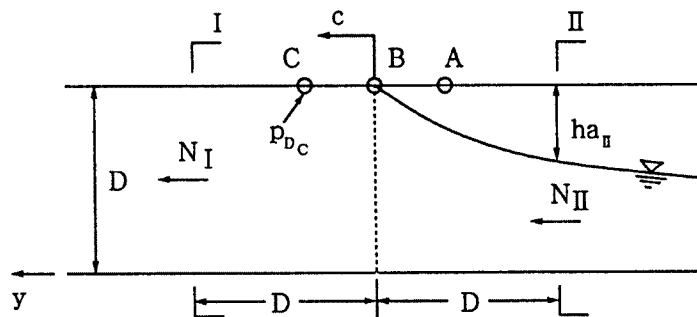 I c II
C B A
p_{D_C} ha_{II}
D N_I N_{II}
y D D